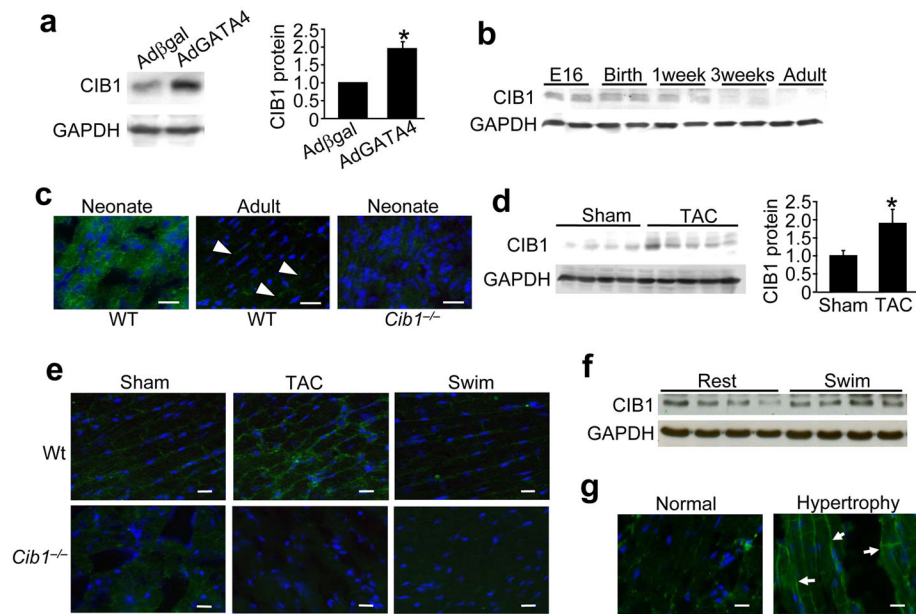 a
Adβgal
AdGATA4
CIB1
GAPDH
CIB1 protein
2.5
2.0
1.5
1.0
0.5
0
*
Adβgal
AdGATA4
b
E16 Birth 1week 3weeks Adult
CIB1
GAPDH
c
Neonate Adult Neonate
WT WT Cib1–/–
d
Sham TAC
CIB1
GAPDH
CIB1 protein
2.5
2.0
1.5
1.0
0.5
0
*
Sham TAC
e
Sham TAC Swim
Wt
Cib1–/–
f
Rest Swim
CIB1
GAPDH
g
Normal Hypertrophy